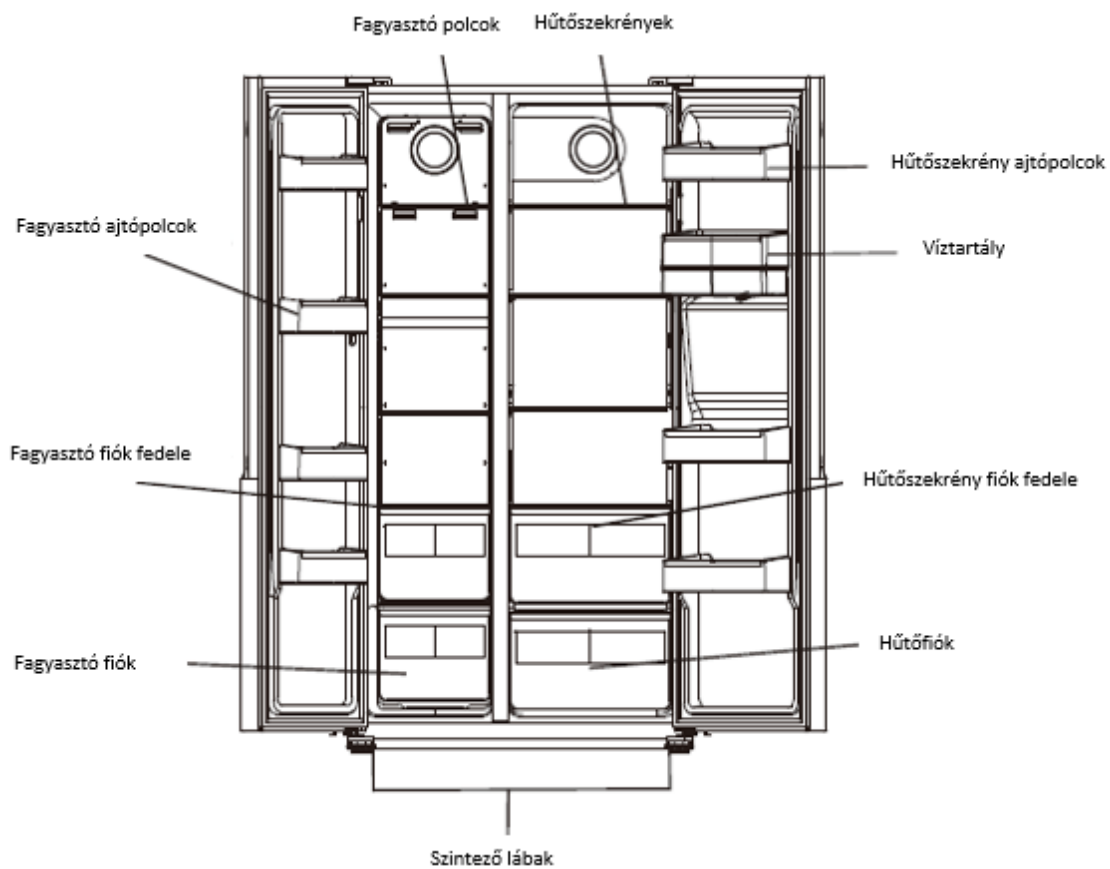 Fagyasztó polcok
Hűtőszekrények
Hűtőszekrény ajtópolcok
Fagyasztó ajtópolcok
Víztartály
Fagyasztó fiók fedele
Hűtőszekrény fiók fedele
Hűtőfiók
Fagyasztó fiók
Szintező lábak